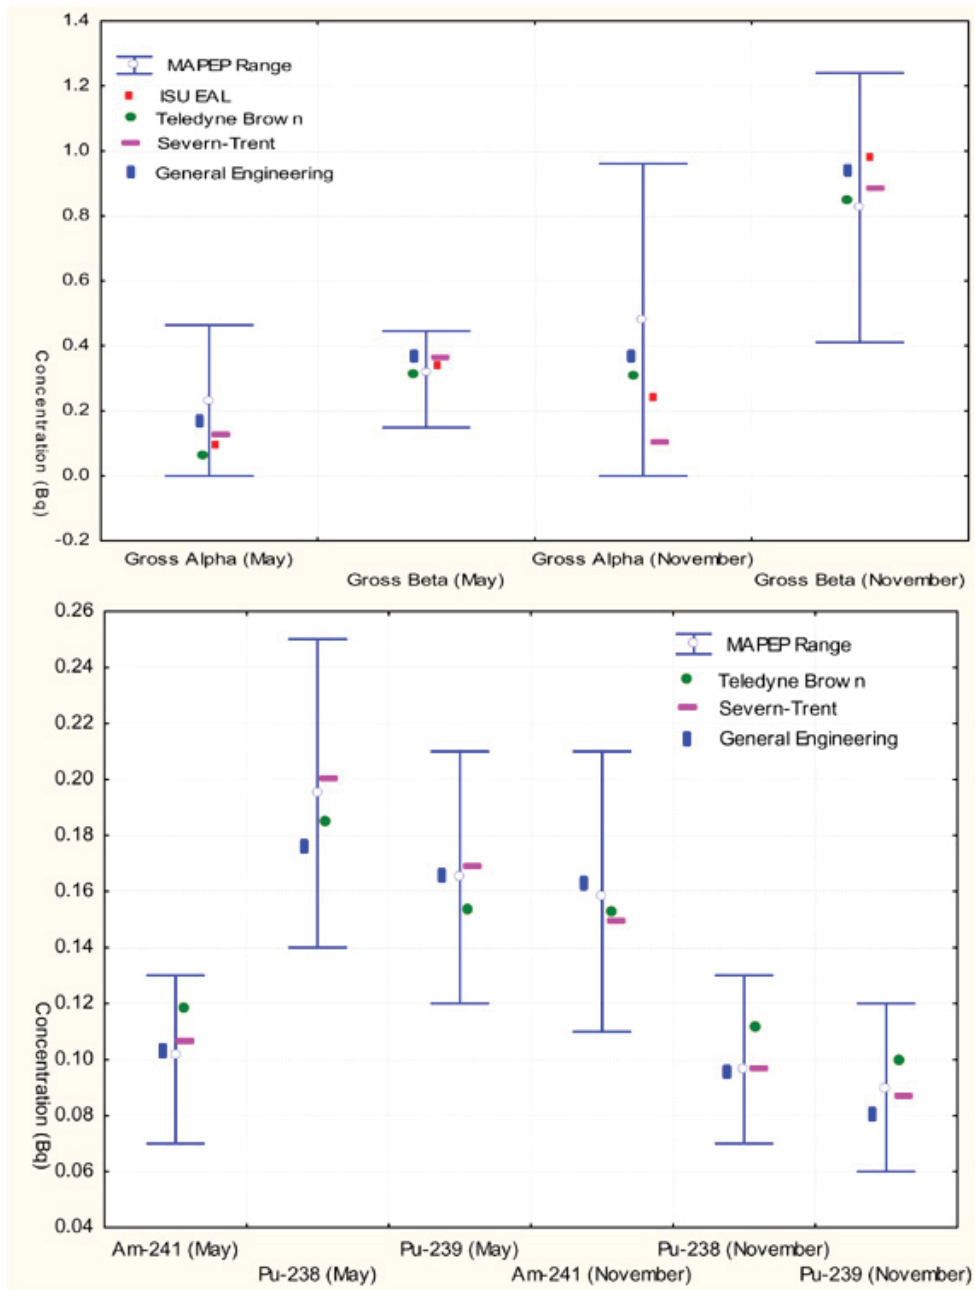 1.4
MAPEP Range
1.2
ISU EAL
Teledyne Brown
1.0
Severn-Trent
General Engineering
0.8
0.6
0.4
0.2
0.0
-0.2
Concentration (Bq)
Gross Alpha (May)
Gross Alpha (November)
Gross Beta (May)
Gross Beta (November)
0.26
MAPEP Range
0.24
Teledyne Brown
Severn-Trent
0.22
General Engineering
0.20
0.18
0.16
0.14
0.12
0.10
0.08
0.06
0.04
Concentration (Bq)
Am-241 (May)
Pu-239 (May)
Pu-238 (November)
Pu-238 (May)
Am-241 (November)
Pu-239 (November)